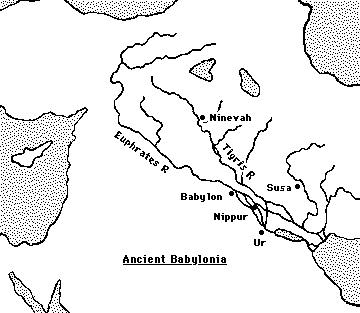 Ninevah
Euphrates R.
Tigris R
Susa
Babylon
Nippur
Ur
Ancient Babylonia